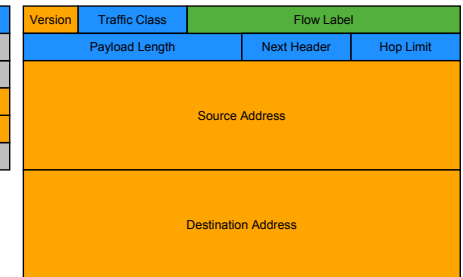 Version Traffic Class Flow Label
Payload Length Next Header Hop Limit
Source Address
Destination Address